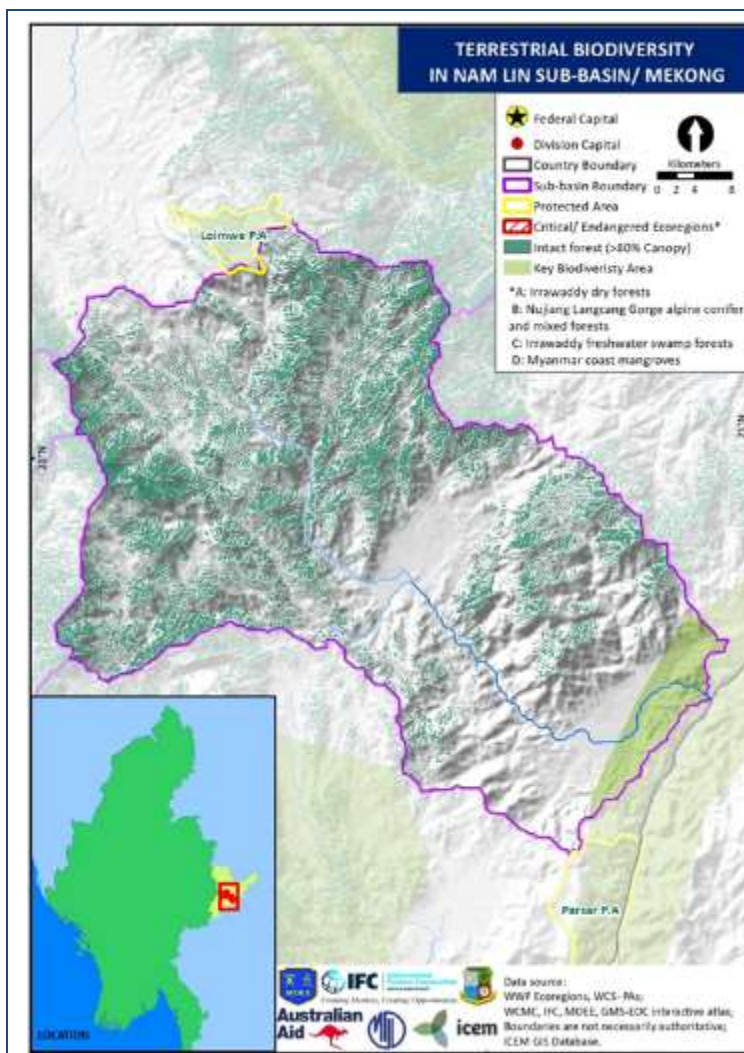 TERRESTRIAL BIODIVERSITY
IN NAM LIN SUB-BASIN/ MEKONG
Federal Capital
Division Capital
Country Boundary
Sub-basin Boundary
Protected Area
Critical/ Endangered Ecoregions*
Intact forest (>80% Canopy)
Key Biodiveristy Area
Kilometers
0 2 4 8
*A: Irrawaddy dry forests
B: Nujiang Langcang Gorge alpine conifer
and mixed forests
C: Irrawaddy freshwater swamp forests
D: Myanmar coast mangroves
Loimwe P.A
Parsar P.A
LOCATION
IFC
Creating Markets, Creating Opportunities
Australian
Aid
icem
Data source:
WWF Ecoregions, WCS- PAs;
WCMC, IFC, MOEE, GMS-EOC interactive atlas;
Boundaries are not necessarily authoritative;
ICEM GIS Database.